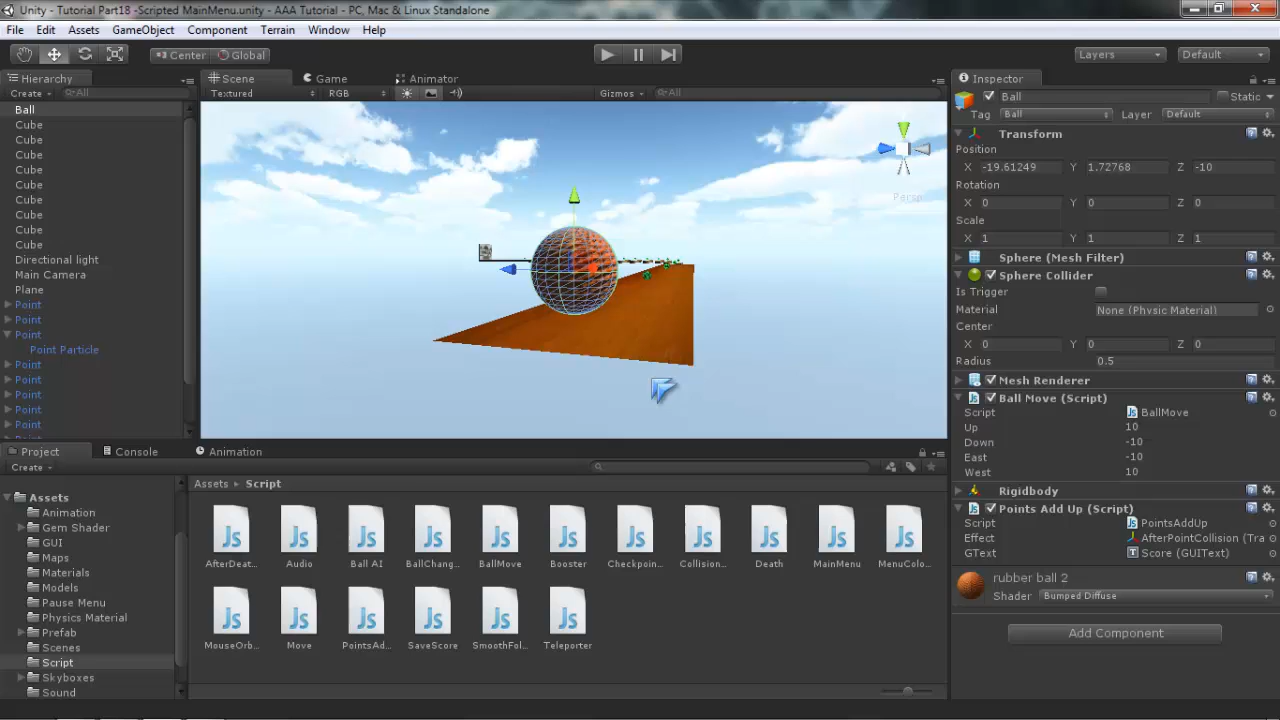 Unity - Tutorial Part18 -Scripted MainMenu.unity - AAA Tutorial - PC, Mac & Linux Standalone
File Edit Assets GameObject Component Terrain Window Help
Center Global Layers Default
Hierarchy
Create All
Ball
Cube
Cube
Cube
Cube
Cube
Cube
Cube
Cube
Cube
Directional light
Main Camera
Plane
Point
Point
Point
Point Particle
Point
Point
Point
Point
Point
Scene Game Animator
Textured RGB Gizmos All
Persp
Inspector
Ball Static
Tag Ball Layer Default
Transform
Position
X -19.61249 Y 1.72768 Z -10
Rotation
X 0 Y 0 Z 0
Scale
X 1 Y 1 Z 1
Sphere (Mesh Filter)
Sphere Collider
Is Trigger
Material None (Physic Material)
Center
X 0 Y 0 Z 0
Radius 0.5
Mesh Renderer
Ball Move (Script)
Script BallMove
Up 10
Down -10
East -10
West 10
Rigidbody
Points Add Up (Script)
Script PointsAddUp
Effect AfterPointCollision (Tra
GText Score (GUIText)
rubber ball 2
Shader Bumped Diffuse
Add Component
Project Console Animation
Create
Assets
Animation
Gem Shader
GUI
Maps
Materials
Models
Pause Menu
Physics Material
Prefab
Scenes
Script
Skyboxes
Sound
Assets Script
Js Js Js Js Js Js Js Js Js Js Js
AfterDeat... Audio Ball AI BallChang... BallMove Booster Checkpoin... Collision... Death MainMenu MenuColo...
Js Js Js Js Js Js
MouseOrb... Move PointsAd... SaveScore SmoothFol... Teleporter